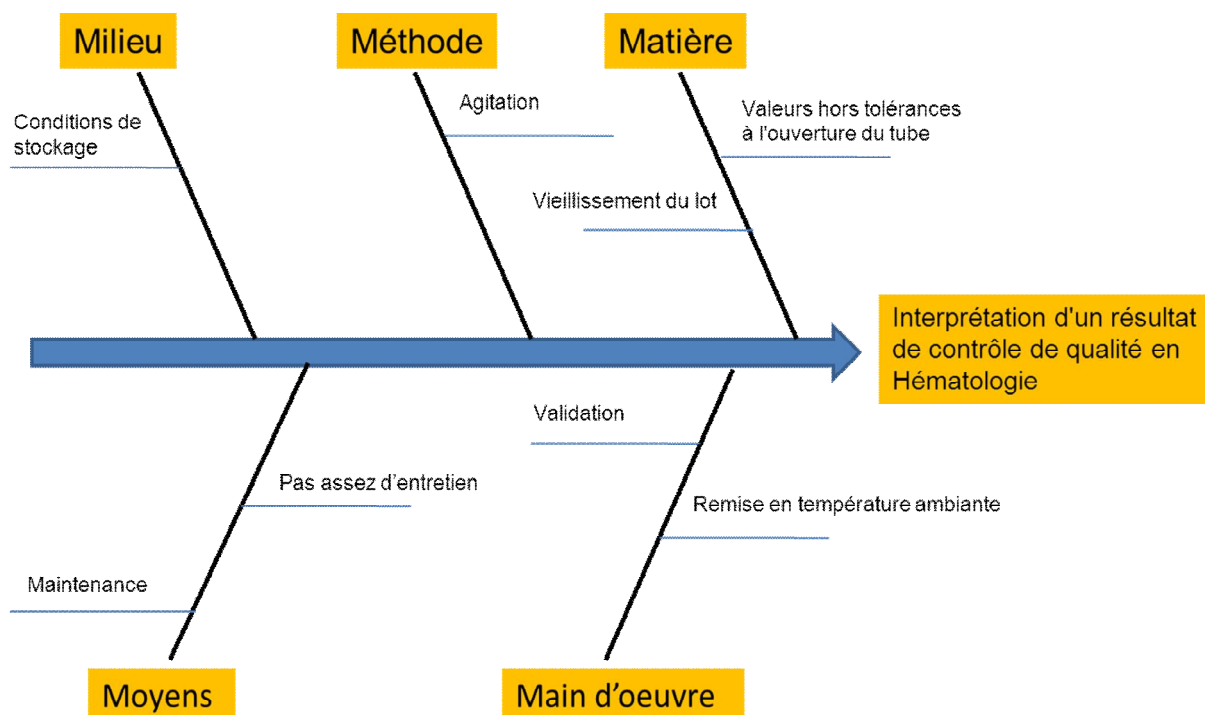 Milieu
Méthode
Matière
Conditions de
stockage
Agitation
Valeurs hors tolérances
à l'ouverture du tube
Vieillissement du lot
Interprétation d'un résultat
de contrôle de qualité en
Hématologie
Validation
Pas assez d'entretien
Remise en température ambiante
Maintenance
Moyens
Main d'oeuvre